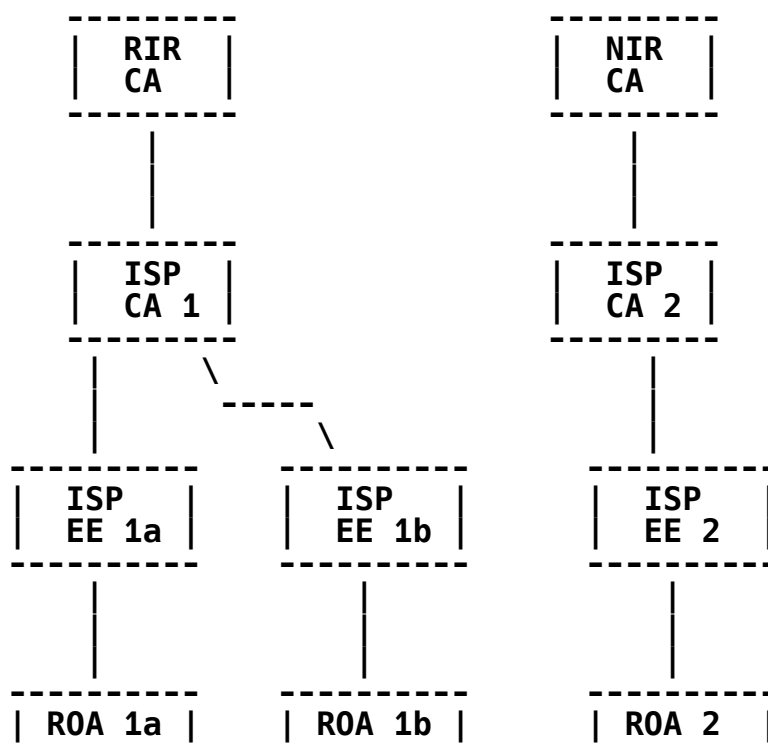 RIR NIR
CA CA
ISP ISP
CA 1 CA 2
ISP ISP ISP
EE 1a EE 1b EE 2
ROA 1a ROA 1b ROA 2